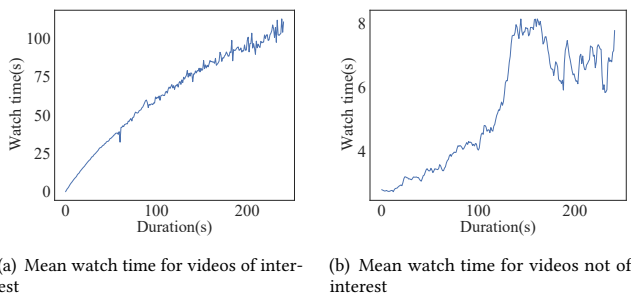 100
75
50
25
0
Watch time(s)
0
100
200
Duration(s)
8
6
4
Watch time(s)
0
100
200
Duration(s)
(a) Mean watch time for videos of inter-
est
(b) Mean watch time for videos not of
interest